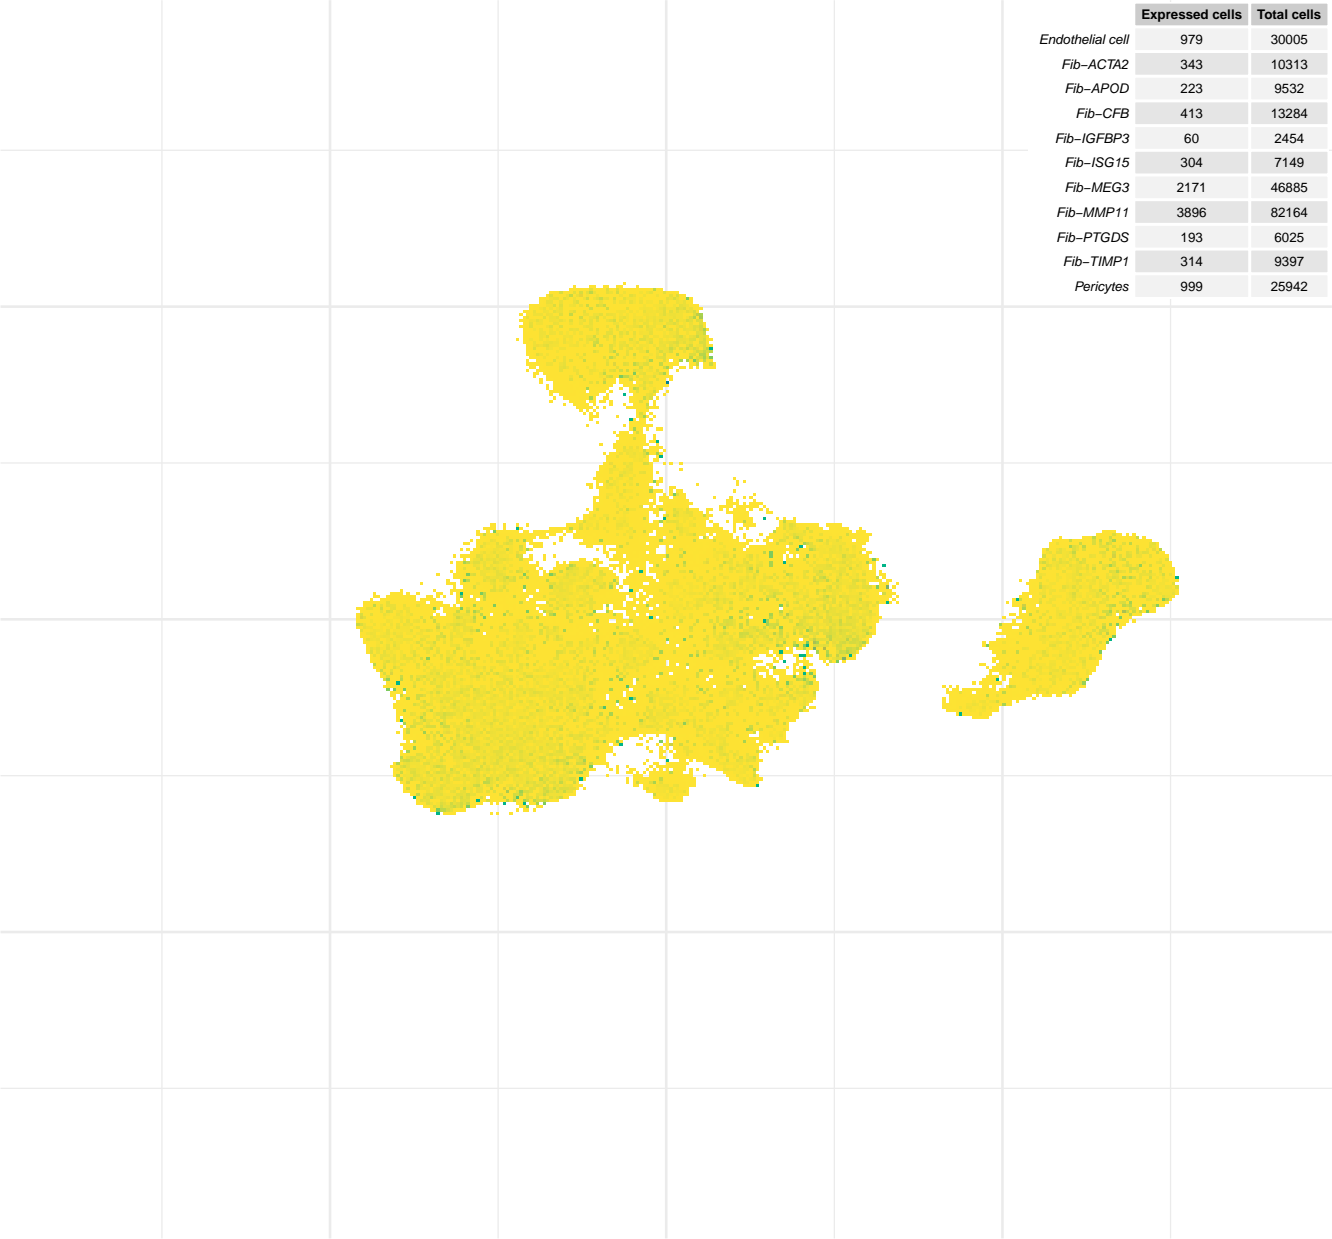 Expressed cells Total cells
Endothelial cell 979 30005
Fib−ACTA2 343 10313
Fib−APOD 223 9532
Fib−CFB 413 13284
Fib−IGFBP3 60 2454
Fib−ISG15 304 7149
Fib−MEG3 2171 46885
Fib−MMP11 3896 82164
Fib−PTGDS 193 6025
Fib−TIMP1 314 9397
Pericytes 999 25942